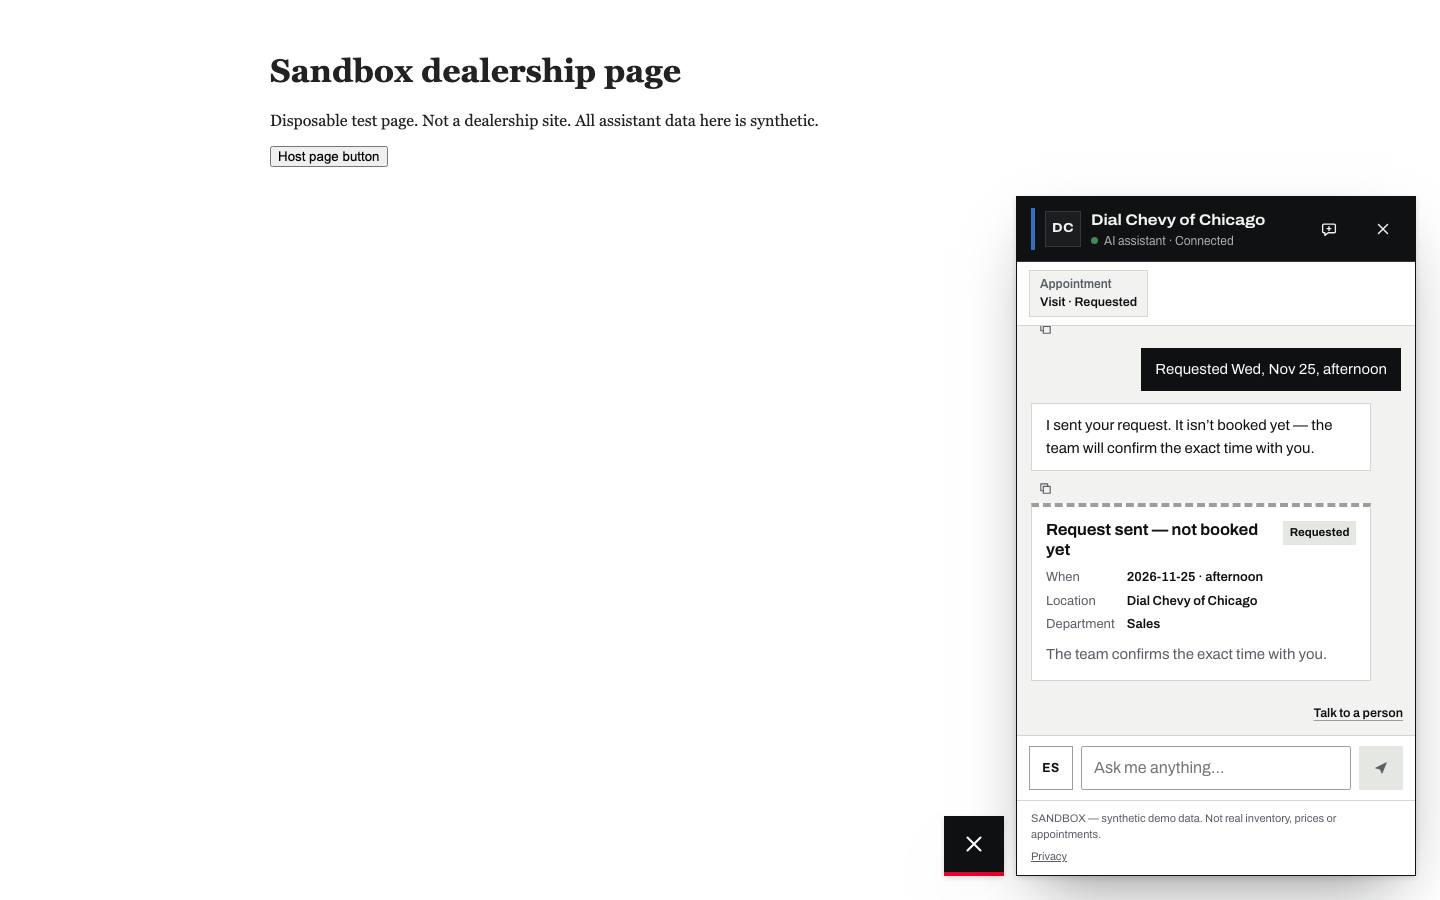 Sandbox dealership page
Disposable test page. Not a dealership site. All assistant data here is synthetic.
Host page button
DC
Dial Chevy of Chicago
AI assistant · Connected
Appointment
Visit · Requested
Requested Wed, Nov 25, afternoon
I sent your request. It isn’t booked yet — the
team will confirm the exact time with you.
Request sent — not booked
yet
Requested
When 2026-11-25 · afternoon
Location Dial Chevy of Chicago
Department Sales
The team confirms the exact time with you.
Talk to a person
ES
Ask me anything...
SANDBOX — synthetic demo data. Not real inventory, prices or
appointments.
Privacy